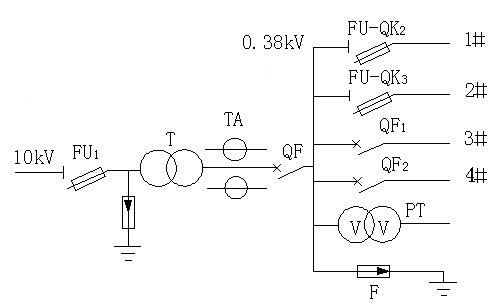 FU-QK₂
1#
0.38kV
FU-QK₃
2#
TA
QF₁
3#
T
QF
FU₁
10kV
QF₂
4#
PT
V V
F